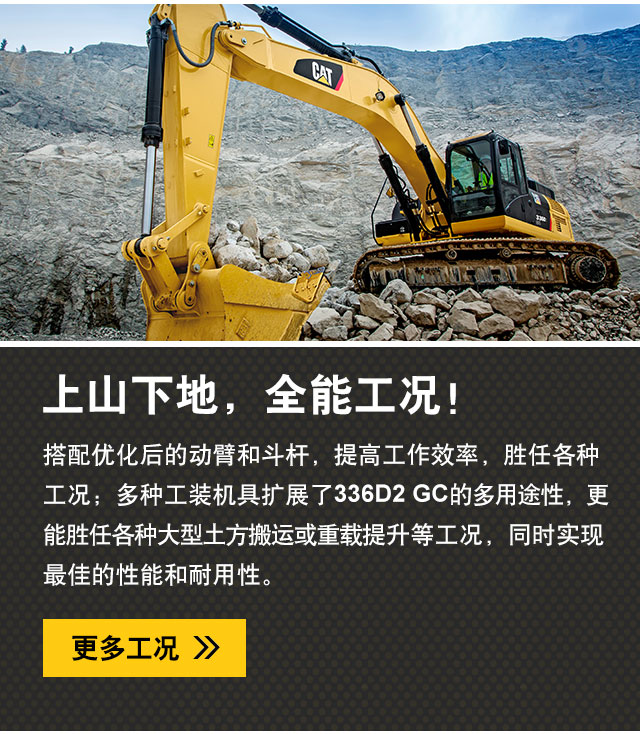 CAT
上山下地，全能工况！
搭配优化后的动臂和斗杆，提高工作效率，胜任各种
工况；多种工装机具扩展了336D2 GC的多用途性，更
能胜任各种大型土方搬运或重载提升等工况，同时实现
最佳的性能和耐用性。
更多工况 »